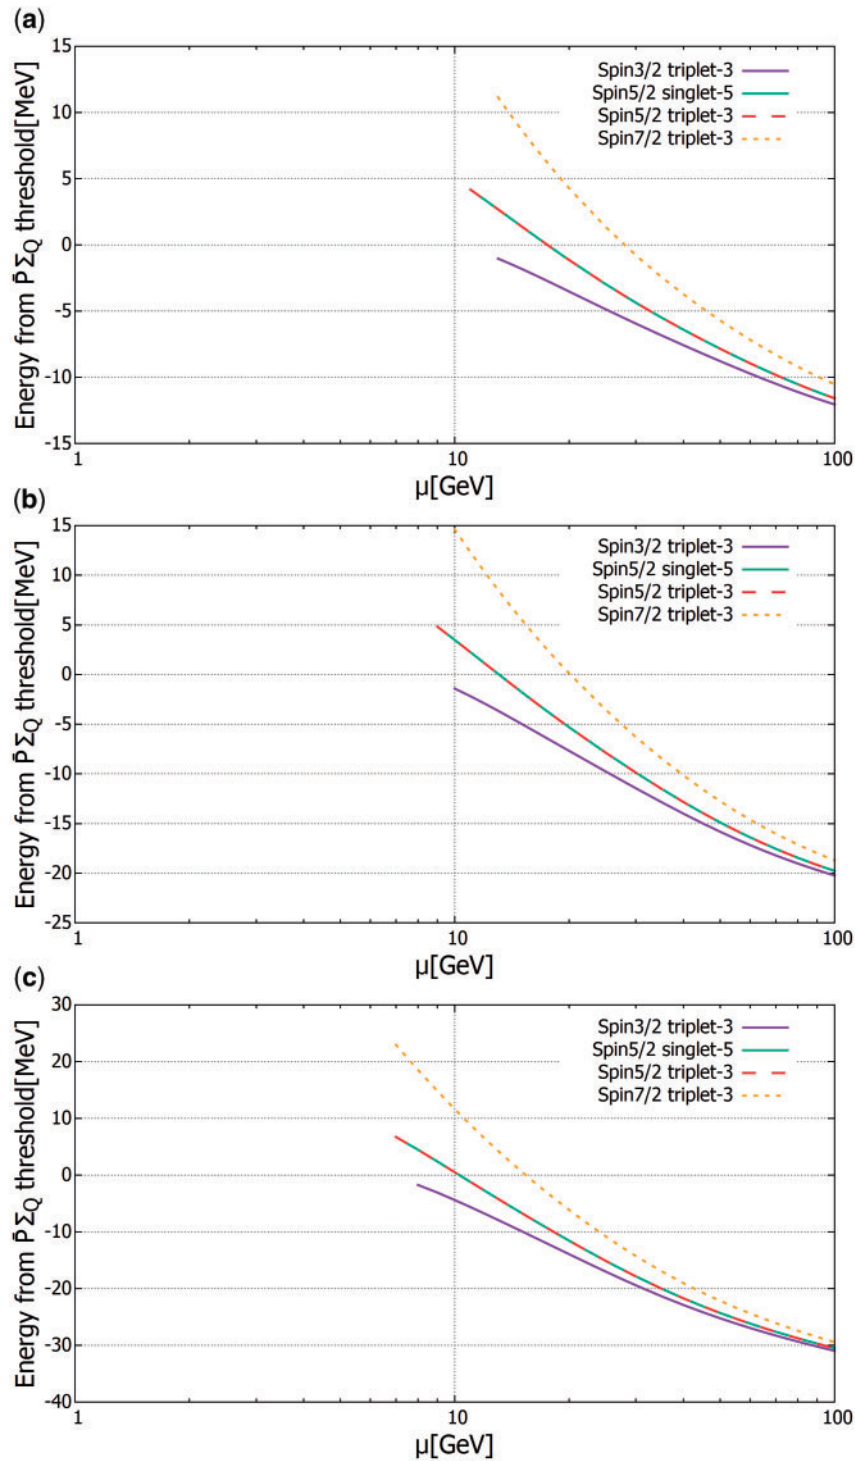 (a)
15
10
5
0
-5
-10
-15
Energy from P̄Σ_Q threshold[MeV]
Spin3/2 triplet-3
Spin5/2 singlet-5
Spin5/2 triplet-3
Spin7/2 triplet-3
1 10 100
μ[GeV]
(b)
15
10
5
0
-5
-10
-15
-20
-25
Energy from P̄Σ_Q threshold[MeV]
Spin3/2 triplet-3
Spin5/2 singlet-5
Spin5/2 triplet-3
Spin7/2 triplet-3
1 10 100
μ[GeV]
(c)
30
20
10
0
-10
-20
-30
-40
Energy from P̄Σ_Q threshold[MeV]
Spin3/2 triplet-3
Spin5/2 singlet-5
Spin5/2 triplet-3
Spin7/2 triplet-3
1 10 100
μ[GeV]